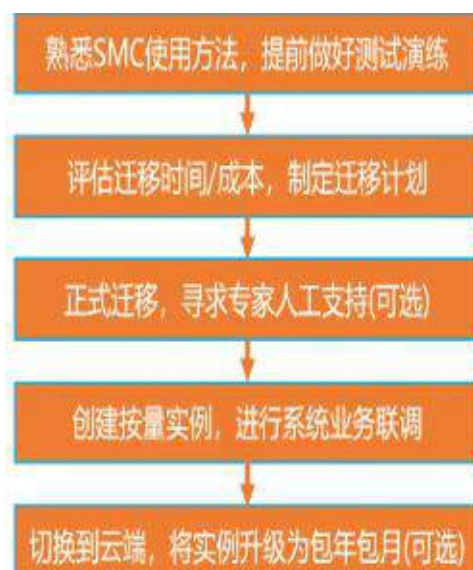 熟悉SMC使用方法，提前做好测试演练
评估迁移时间/成本，制定迁移计划
正式迁移，寻求专家人工支持(可选)
创建按量实例，进行系统业务联调
切换到云端，将实例升级为包年包月(可选)